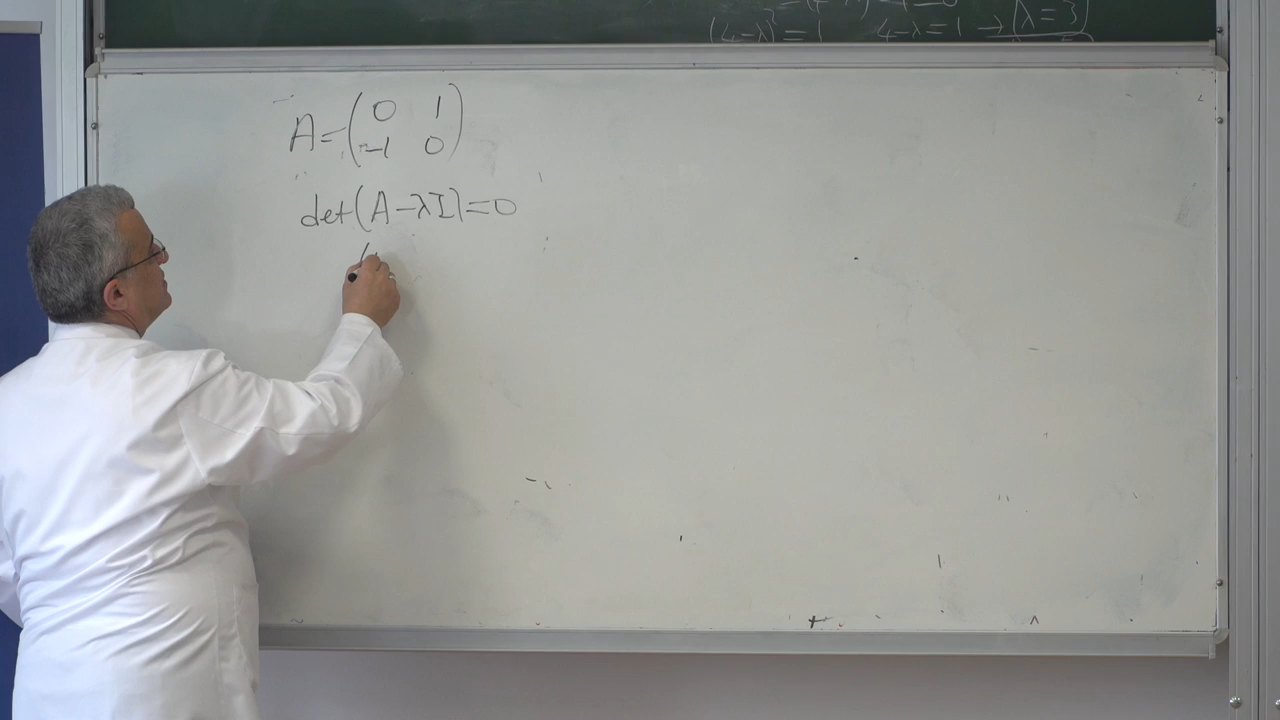 (4-λ)² = 1 4-λ = 1 → λ = 3
A = ( 0 1
-1 0 )
det(A-λI) = 0